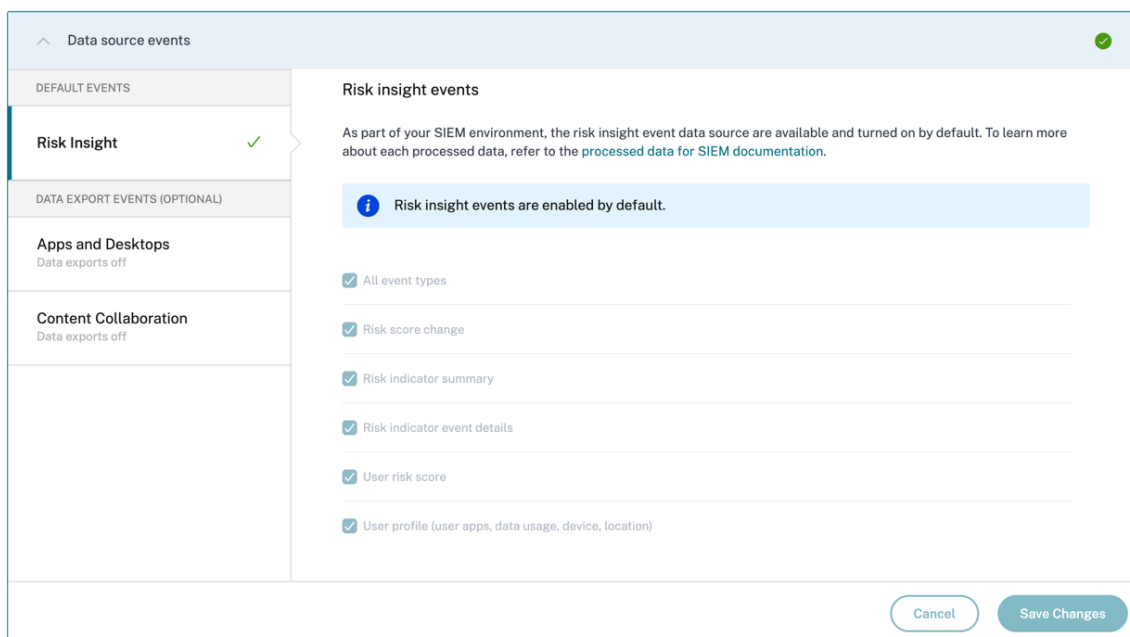 Data source events
DEFAULT EVENTS
Risk Insight
DATA EXPORT EVENTS (OPTIONAL)
Apps and Desktops
Data exports off
Content Collaboration
Data exports off
Risk insight events
As part of your SIEM environment, the risk insight event data source are available and turned on by default. To learn more
about each processed data, refer to the processed data for SIEM documentation.
Risk insight events are enabled by default.
All event types
Risk score change
Risk indicator summary
Risk indicator event details
User risk score
User profile (user apps, data usage, device, location)
Cancel
Save Changes